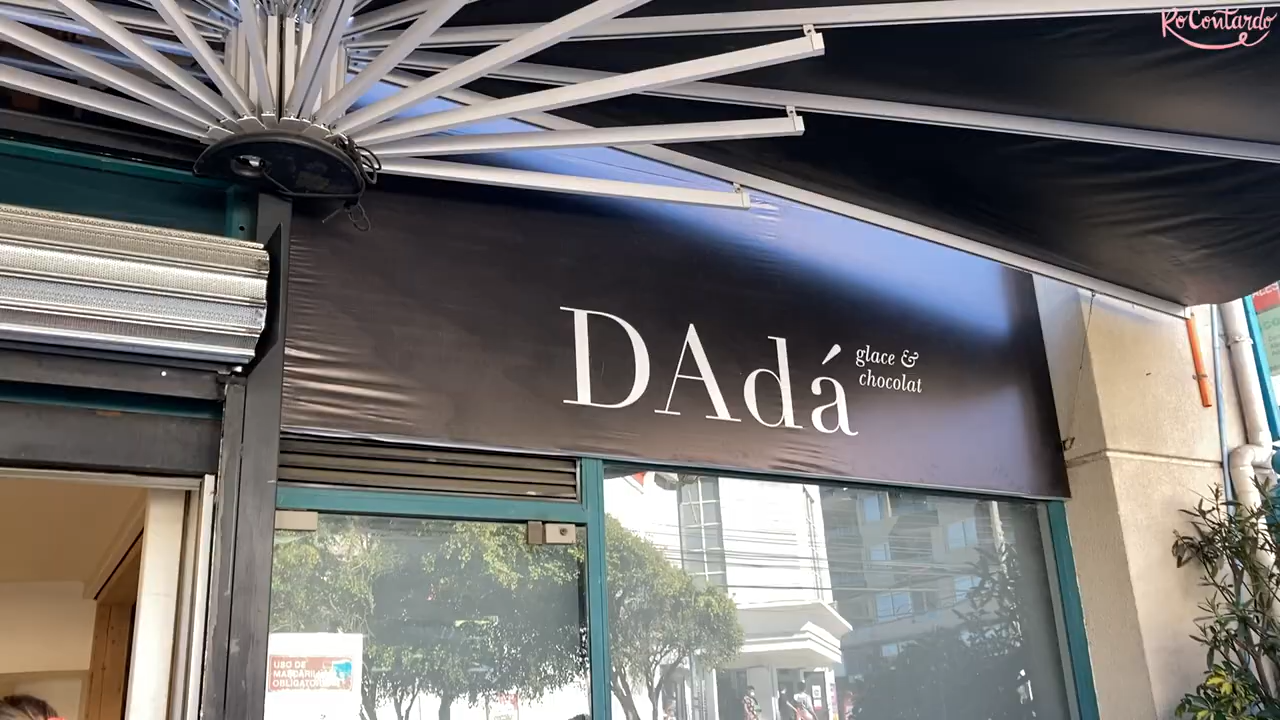 RoContardo
DAdá
glace &
chocolat
USO DE
MASCARILLA
OBLIGATORIO